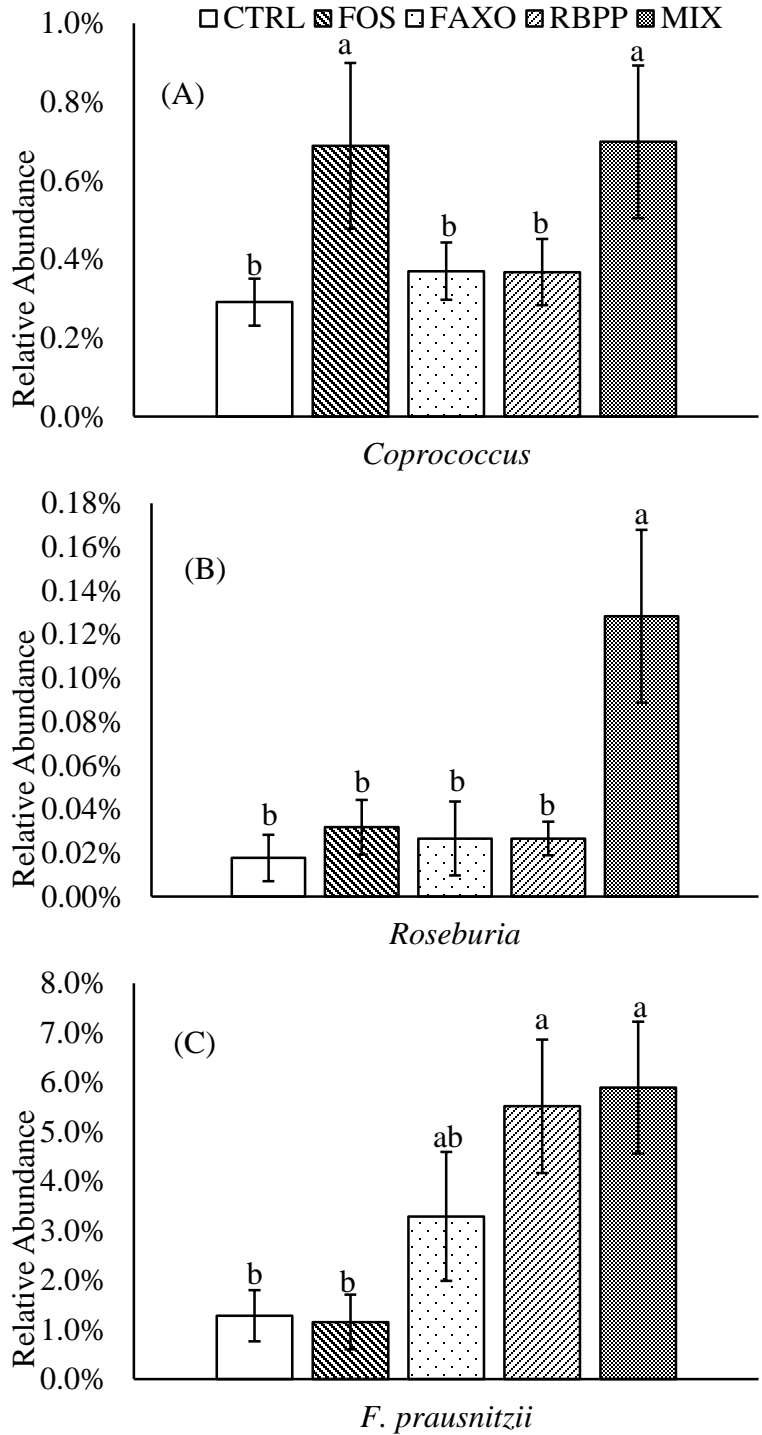 CTRL FOS FAXO RBPP MIX
1.0%
0.8%
0.6%
0.4%
0.2%
0.0%
Relative Abundance
(A)
b
a
b
b
a
Coprococcus
0.18%
0.16%
0.14%
0.12%
0.10%
0.08%
0.06%
0.04%
0.02%
0.00%
Relative Abundance
(B)
b
b
b
b
a
Roseburia
8.0%
7.0%
6.0%
5.0%
4.0%
3.0%
2.0%
1.0%
0.0%
Relative Abundance
(C)
b
b
ab
a
a
F. prausnitzii